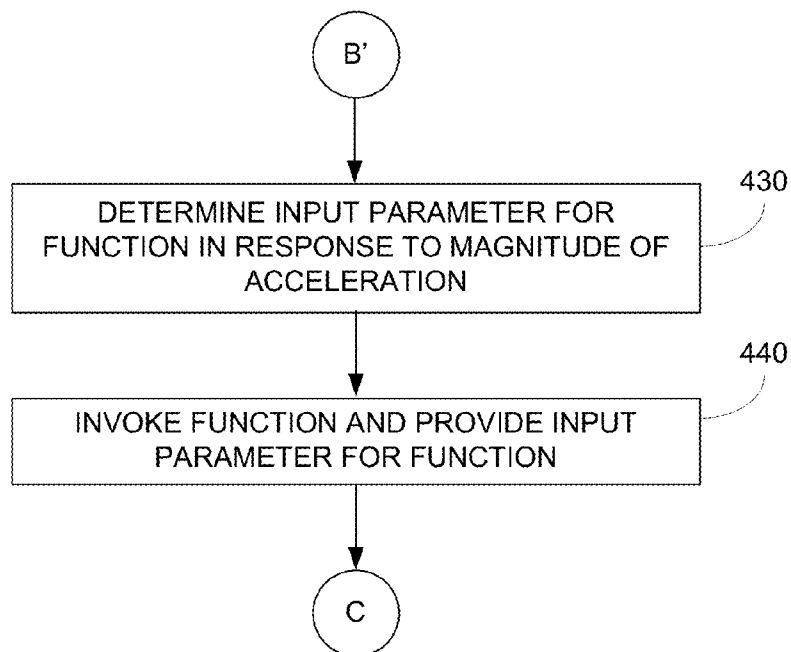 B'
DETERMINE INPUT PARAMETER FOR
FUNCTION IN RESPONSE TO MAGNITUDE OF
ACCELERATION
430
INVOKE FUNCTION AND PROVIDE INPUT
PARAMETER FOR FUNCTION
440
C